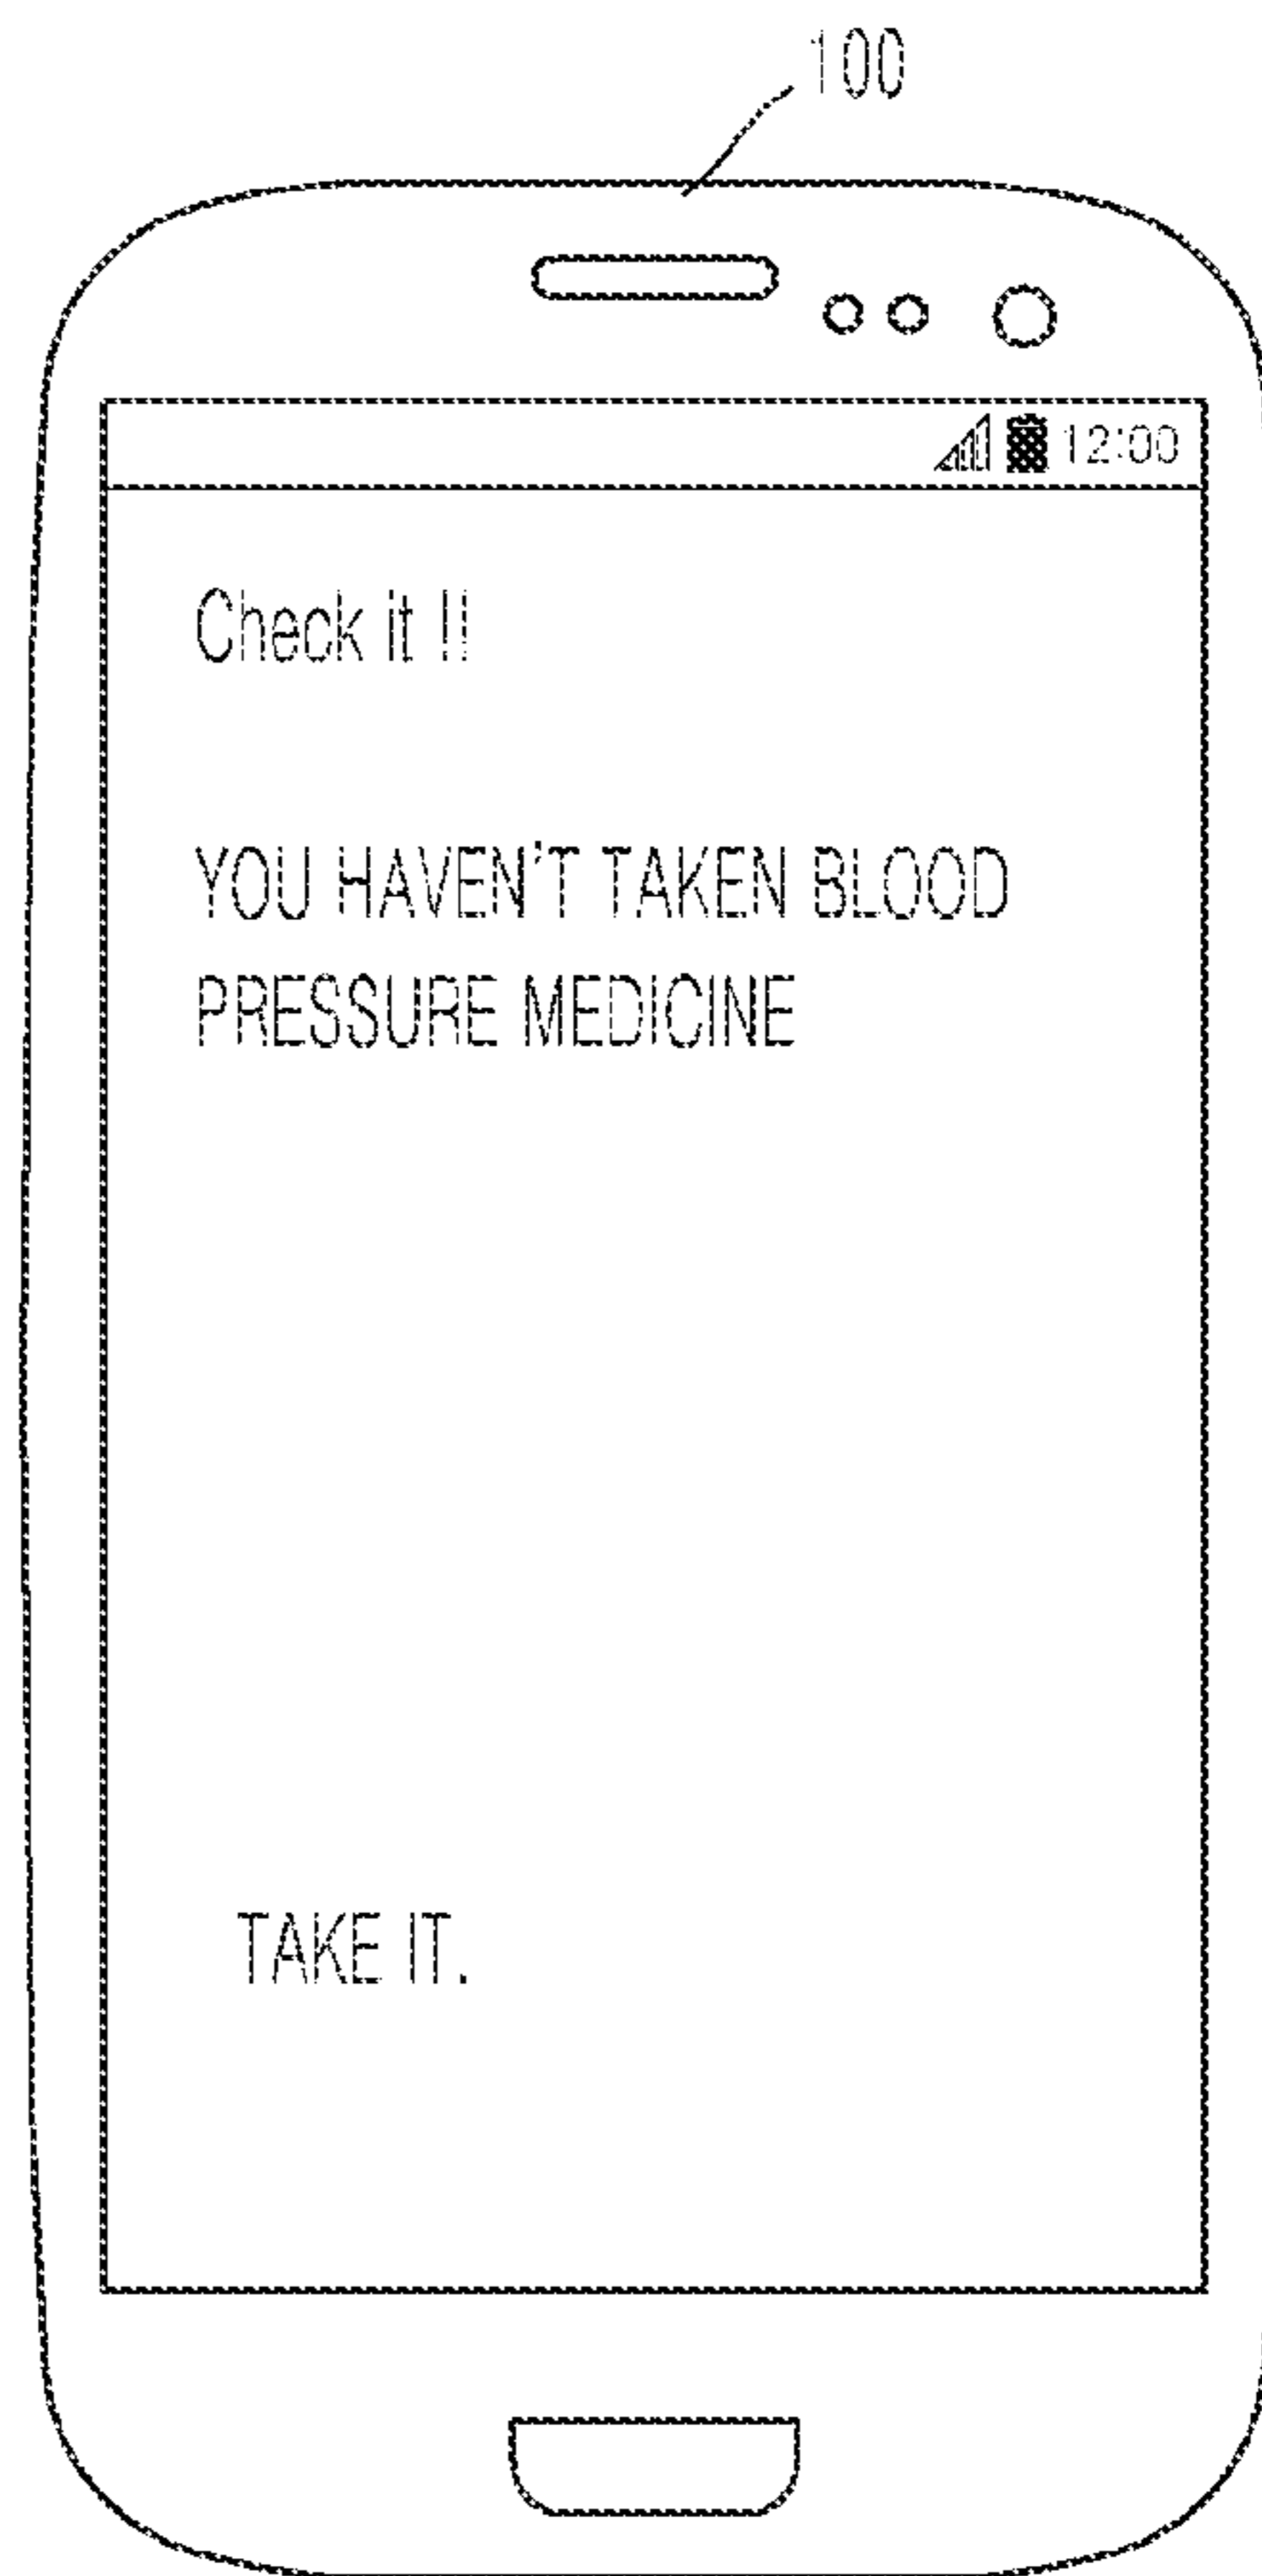 100
12:00
Check it !!
YOU HAVEN'T TAKEN BLOOD
PRESSURE MEDICINE
TAKE IT.